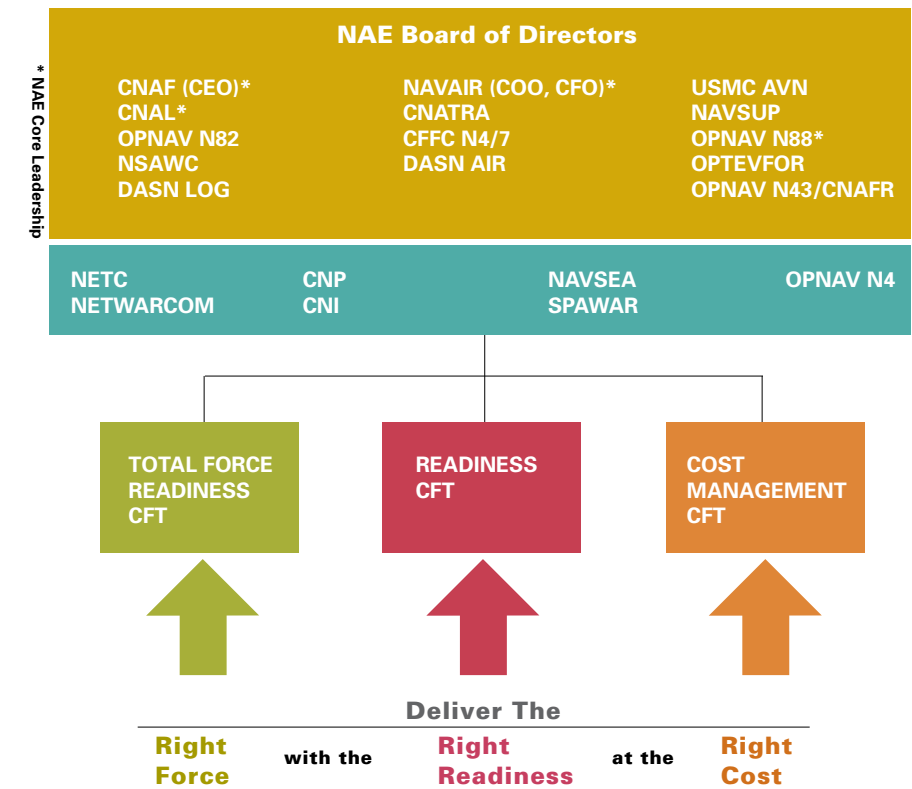 NAE Board of Directors
* NAE Core Leadership
CNAF (CEO)*
CNAL*
OPNAV N82
NSAWC
DASN LOG
NAVAIR (COO, CFO)*
CNATRA
CFFC N4/7
DASN AIR
USMC AVN
NAVSUP
OPNAV N88*
OPTEVFOR
OPNAV N43/CNAFR
NETC
NETWARCOM
CNP
CNI
NAVSEA
SPAWAR
OPNAV N4
TOTAL FORCE
READINESS
CFT
READINESS
CFT
COST
MANAGEMENT
CFT
Deliver The
Right
Force
with the
Right
Readiness
at the
Right
Cost